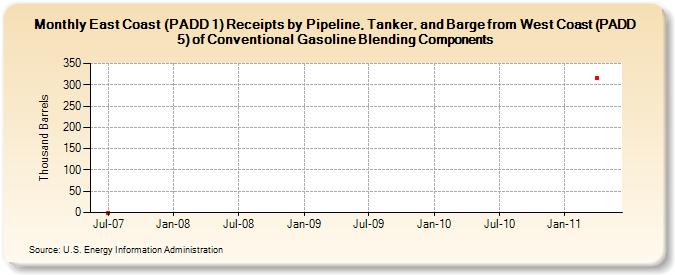 Monthly East Coast (PADD 1) Receipts by Pipeline, Tanker, and Barge from West Coast (PADD
5) of Conventional Gasoline Blending Components
Thousand Barrels
350
300
250
200
150
100
50
0
Jul-07 Jan-08 Jul-08 Jan-09 Jul-09 Jan-10 Jul-10 Jan-11
Source: U.S. Energy Information Administration